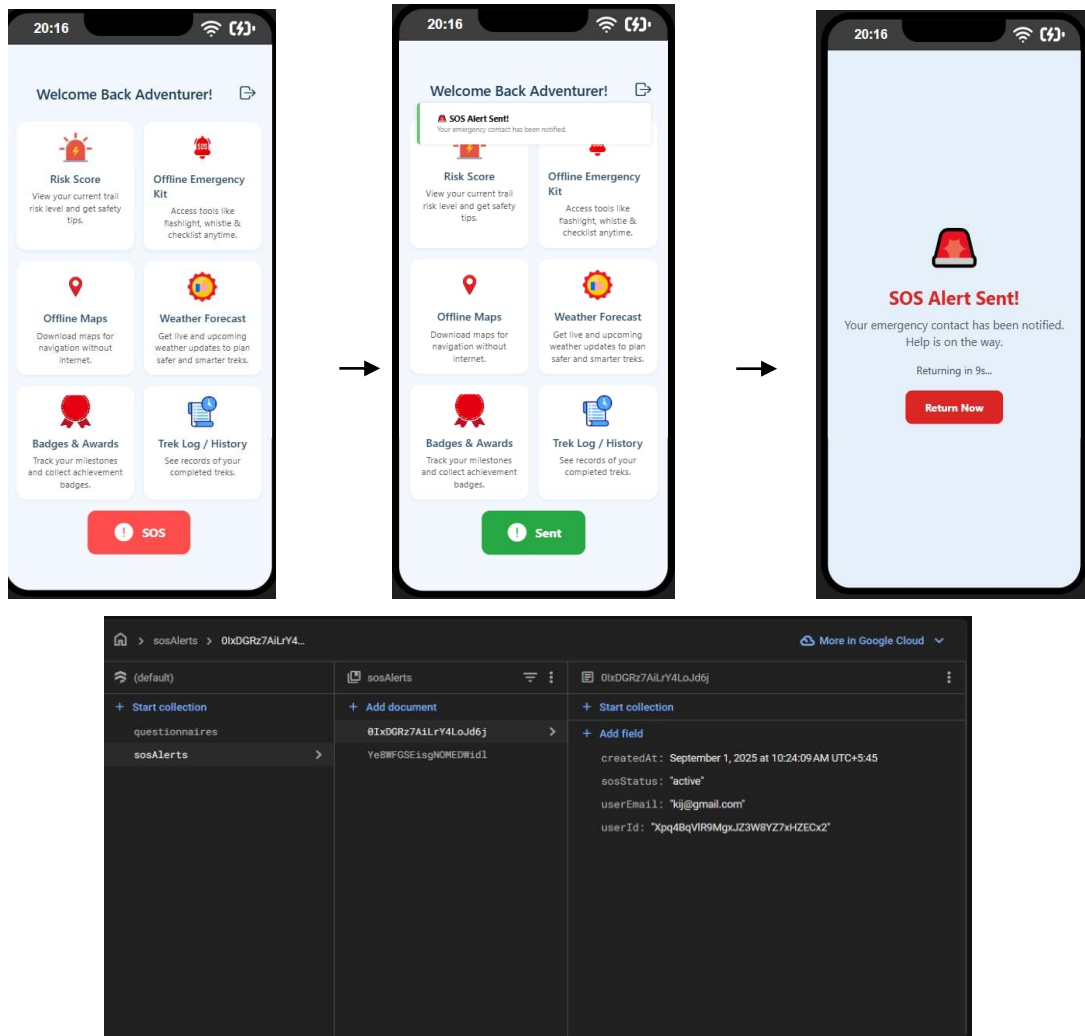 20:16
Welcome Back Adventurer!
SOS
Risk Score
View your current trail
risk level and get safety
tips.
Offline Emergency
Kit
Access tools like
flashlight, whistle &
checklist anytime.
Offline Maps
Download maps for
navigation without
internet.
Weather Forecast
Get live and upcoming
weather updates to plan
safer and smarter treks.
Badges & Awards
Track your milestones
and collect achievement
badges.
Trek Log / History
See records of your
completed treks.
! SOS
20:16
Welcome Back Adventurer!
SOS Alert Sent!
Your emergency contact has been notified.
Risk Score
View your current trail
risk level and get safety
tips.
Offline Emergency
Kit
Access tools like
flashlight, whistle &
checklist anytime.
Offline Maps
Download maps for
navigation without
internet.
Weather Forecast
Get live and upcoming
weather updates to plan
safer and smarter treks.
Badges & Awards
Track your milestones
and collect achievement
badges.
Trek Log / History
See records of your
completed treks.
! Sent
20:16
SOS Alert Sent!
Your emergency contact has been notified.
Help is on the way.
Returning in 9s...
Return Now
> sosAlerts > 0IxDGRz7AiLrY4...
More in Google Cloud
(default)
+ Start collection
questionnaires
sosAlerts >
sosAlerts
+ Add document
0IxDGRz7AiLrY4LoJd6j >
YeBWFGSEisgNOMEDWidl
0IxDGRz7AiLrY4LoJd6j
+ Start collection
+ Add field
createdAt: September 1, 2025 at 10:24:09 AM UTC+5:45
sosStatus: "active"
userEmail: "kij@gmail.com"
userId: "Xpq4BqVlR9MgxJZ3W8YZ7xHZECx2"